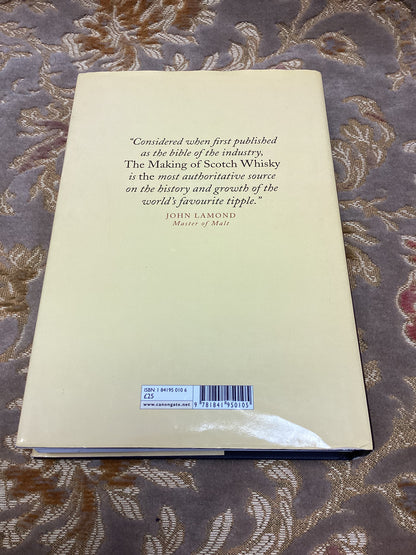 "Considered when first published
as the bible of the industry,
The Making of Scotch Whisky
is the most authoritative source
on the history and growth of the
world's favourite tipple."
JOHN LAMOND
Master of Malt
ISBN: 1 84195 010 6
£25
www.canongate.net
9 781841 950105